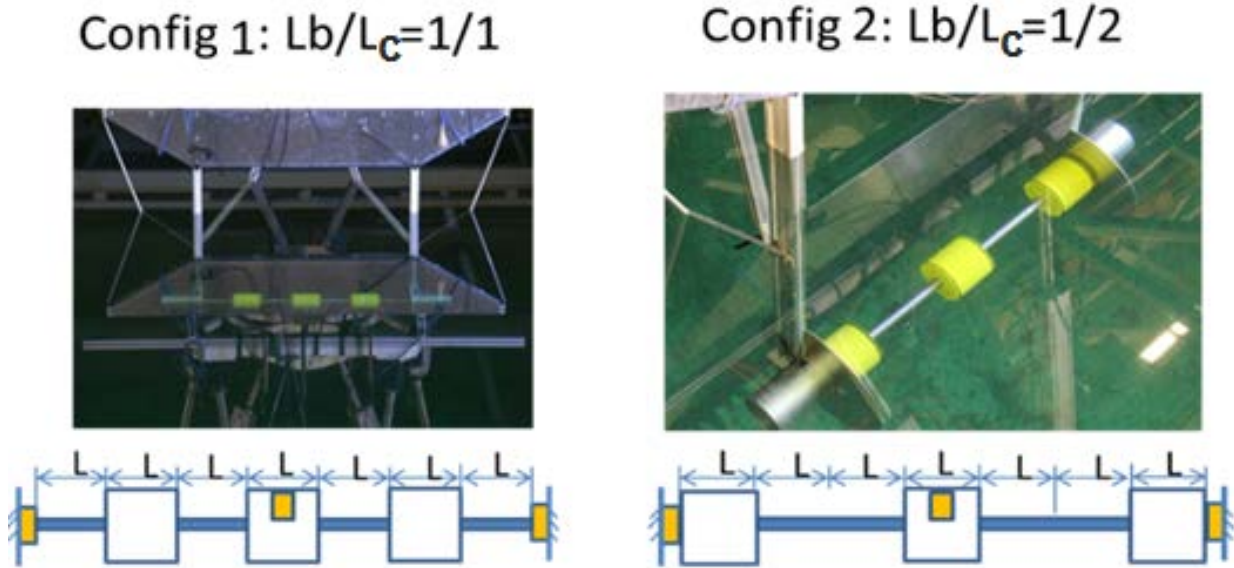 Config 1: Lb/LC=1/1
Config 2: Lb/LC=1/2
L L L L L L L
L L L L L L L